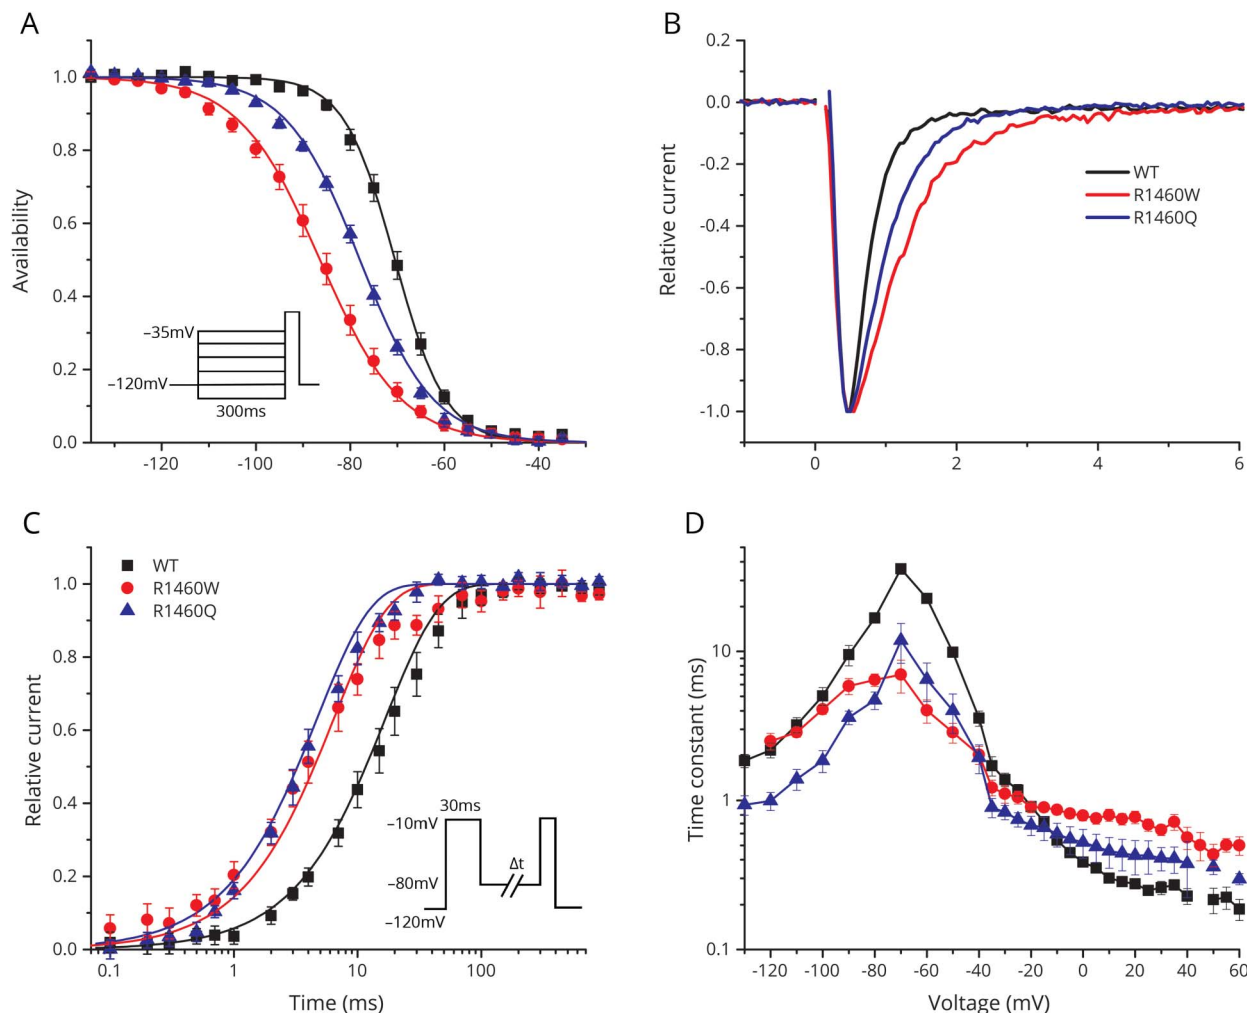 A
1.0
0.8
0.6
0.4
0.2
0.0
Availability
−35mV
−120mV
300ms
-120 -100 -80 -60 -40
B
0.2
0.0
-0.2
-0.4
-0.6
-0.8
-1.0
Relative current
WT
R1460W
R1460Q
0 2 4 6
C
WT
R1460W
R1460Q
1.0
0.8
0.6
0.4
0.2
0.0
Relative current
30ms
−10mV
Δt
−80mV
−120mV
0.1 1 10 100
Time (ms)
D
10
1
0.1
Time constant (ms)
-120 -100 -80 -60 -40 -20 0 20 40 60
Voltage (mV)